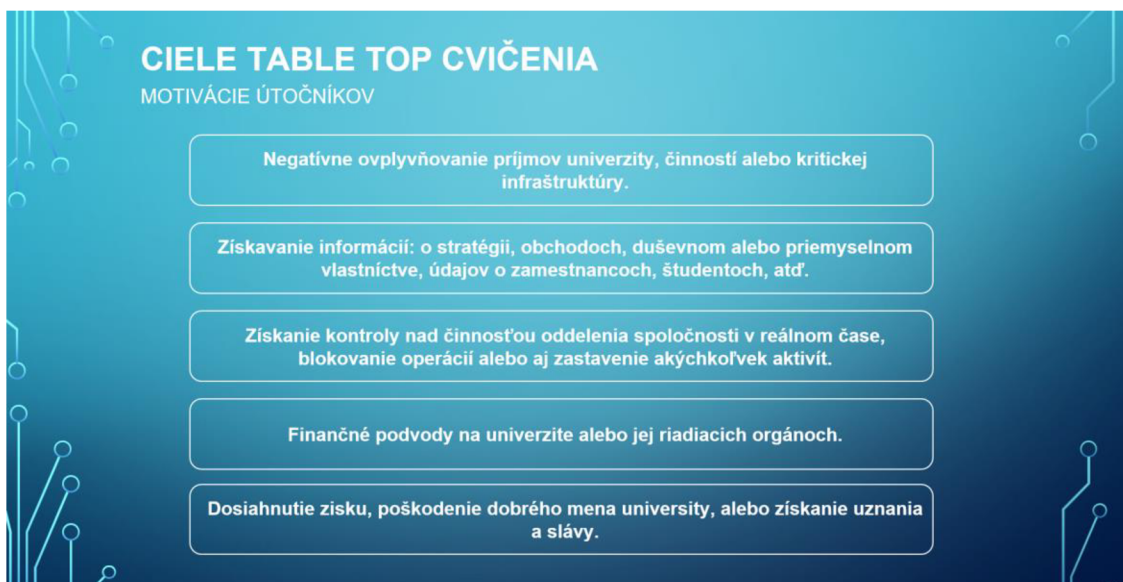 CIELE TABLE TOP CVIČENIA
MOTIVÁCIE ÚTOČNÍKOV
Negatívne ovplyvňovanie príjmov univerzity, činností alebo kritickej
infraštruktúry.
Získavanie informácií: o stratégii, obchodoch, duševnom alebo priemyselnom
vlastníctve, údajov o zamestnancoch, študentoch, atď.
Získanie kontroly nad činnosťou oddelenia spoločnosti v reálnom čase,
blokovanie operácií alebo aj zastavenie akýchkoľvek aktivít.
Finančné podvody na univerzite alebo jej riadiacich orgánoch.
Dosiahnutie zisku, poškodenie dobrého mena university, alebo získanie uznania
a slávy.